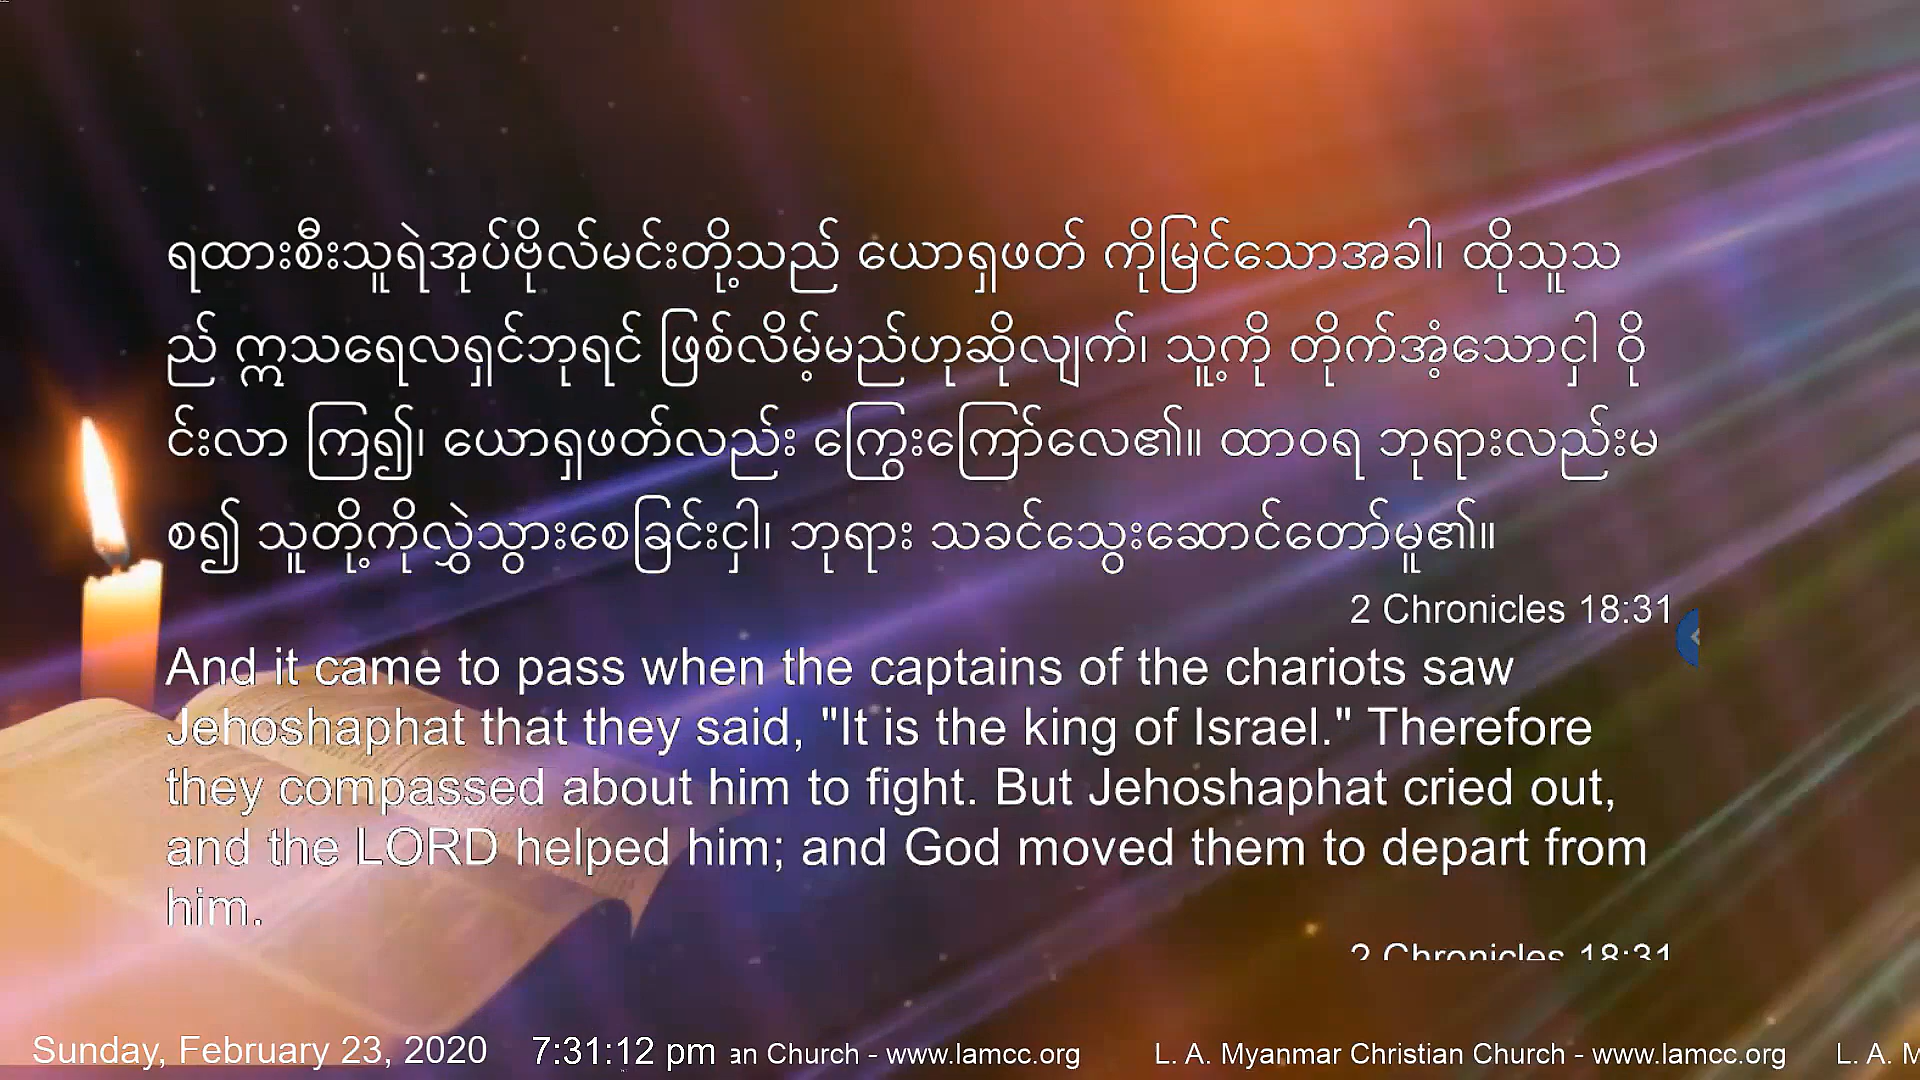 ရထားစီးသူရဲအုပ်ဗိုလ်မင်းတို့သည် ယောရှဖတ် ကိုမြင်သောအခါ၊ ထိုသူသ
ည် ဣသရေလရှင်ဘုရင် ဖြစ်လိမ့်မည်ဟုဆိုလျက်၊ သူ့ကို တိုက်အံ့သောငှါ ဝို
င်းလာ ကြ၍၊ ယောရှဖတ်လည်း ကြွေးကြော်လေ၏။ ထာဝရ ဘုရားလည်းမ
စ၍ သူတို့ကိုလွှဲသွားစေခြင်းငှါ၊ ဘုရား သခင်သွေးဆောင်တော်မူ၏။
2 Chronicles 18:31
And it came to pass when the captains of the chariots saw
Jehoshaphat that they said, "It is the king of Israel." Therefore
they compassed about him to fight. But Jehoshaphat cried out,
and the LORD helped him; and God moved them to depart from
him.
2 Chronicles 18:31
Sunday, February 23, 2020 7:31:12 pm an Church - www.lamcc.org L. A. Myanmar Christian Church - www.lamcc.org L. A. M